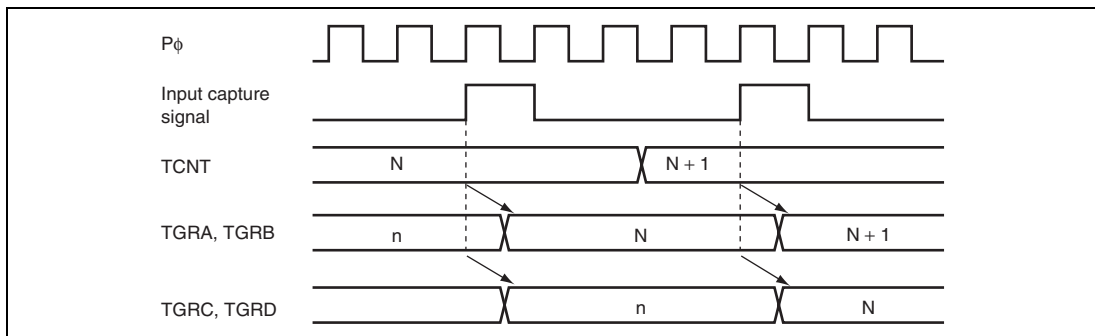 Pϕ
Input capture
signal
TCNT
N
N + 1
TGRA, TGRB
n
N
N + 1
TGRC, TGRD
n
N